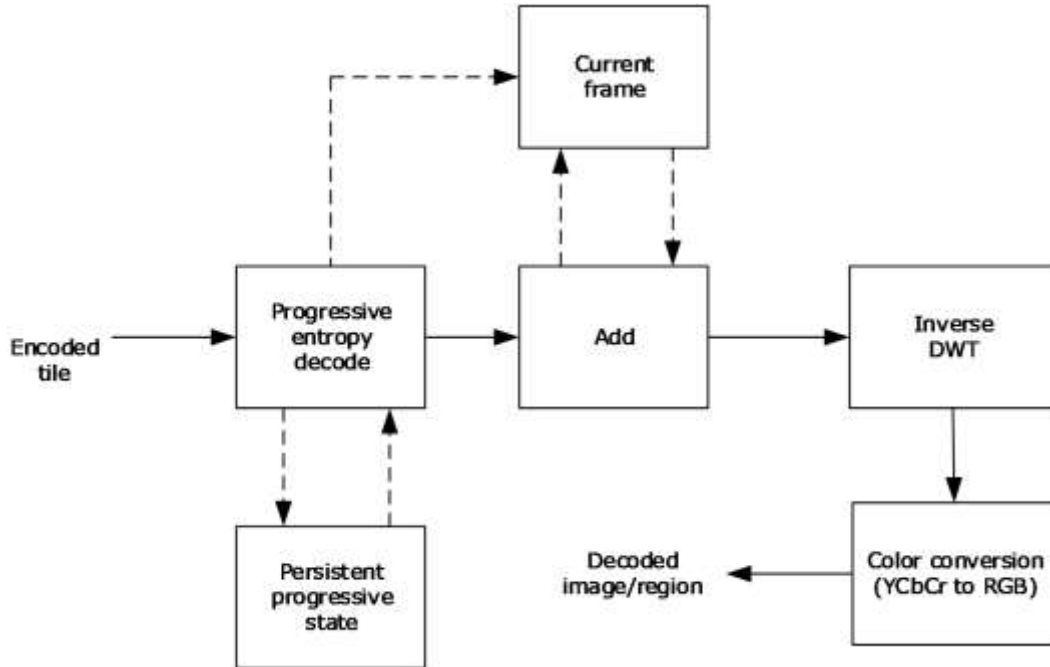 Current
frame
Encoded
tile
Progressive
entropy
decode
Add
Inverse
DWT
Persistent
progressive
state
Decoded
image/region
Color conversion
(YCbCr to RGB)